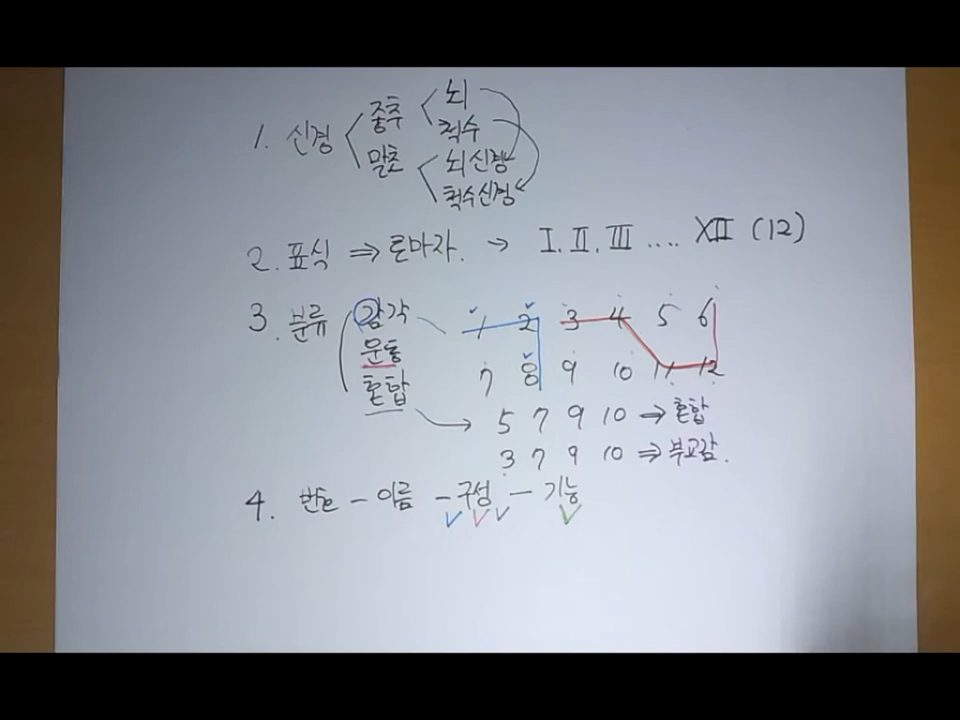 1. 신경 중추 뇌
척수
말초 뇌신경
척수신경
2. 표식 ⇒ 로마자. → Ⅰ. Ⅱ. Ⅲ .... Ⅻ (12)
3. 분류 감각 1 2 3 4 5 6
운동
혼합 7 8 9 10 11 12
→ 5 7 9 10 ⇒ 혼합
3 7 9 10 ⇒ 부교감.
4. 번호 - 이름 - 구성 - 기능